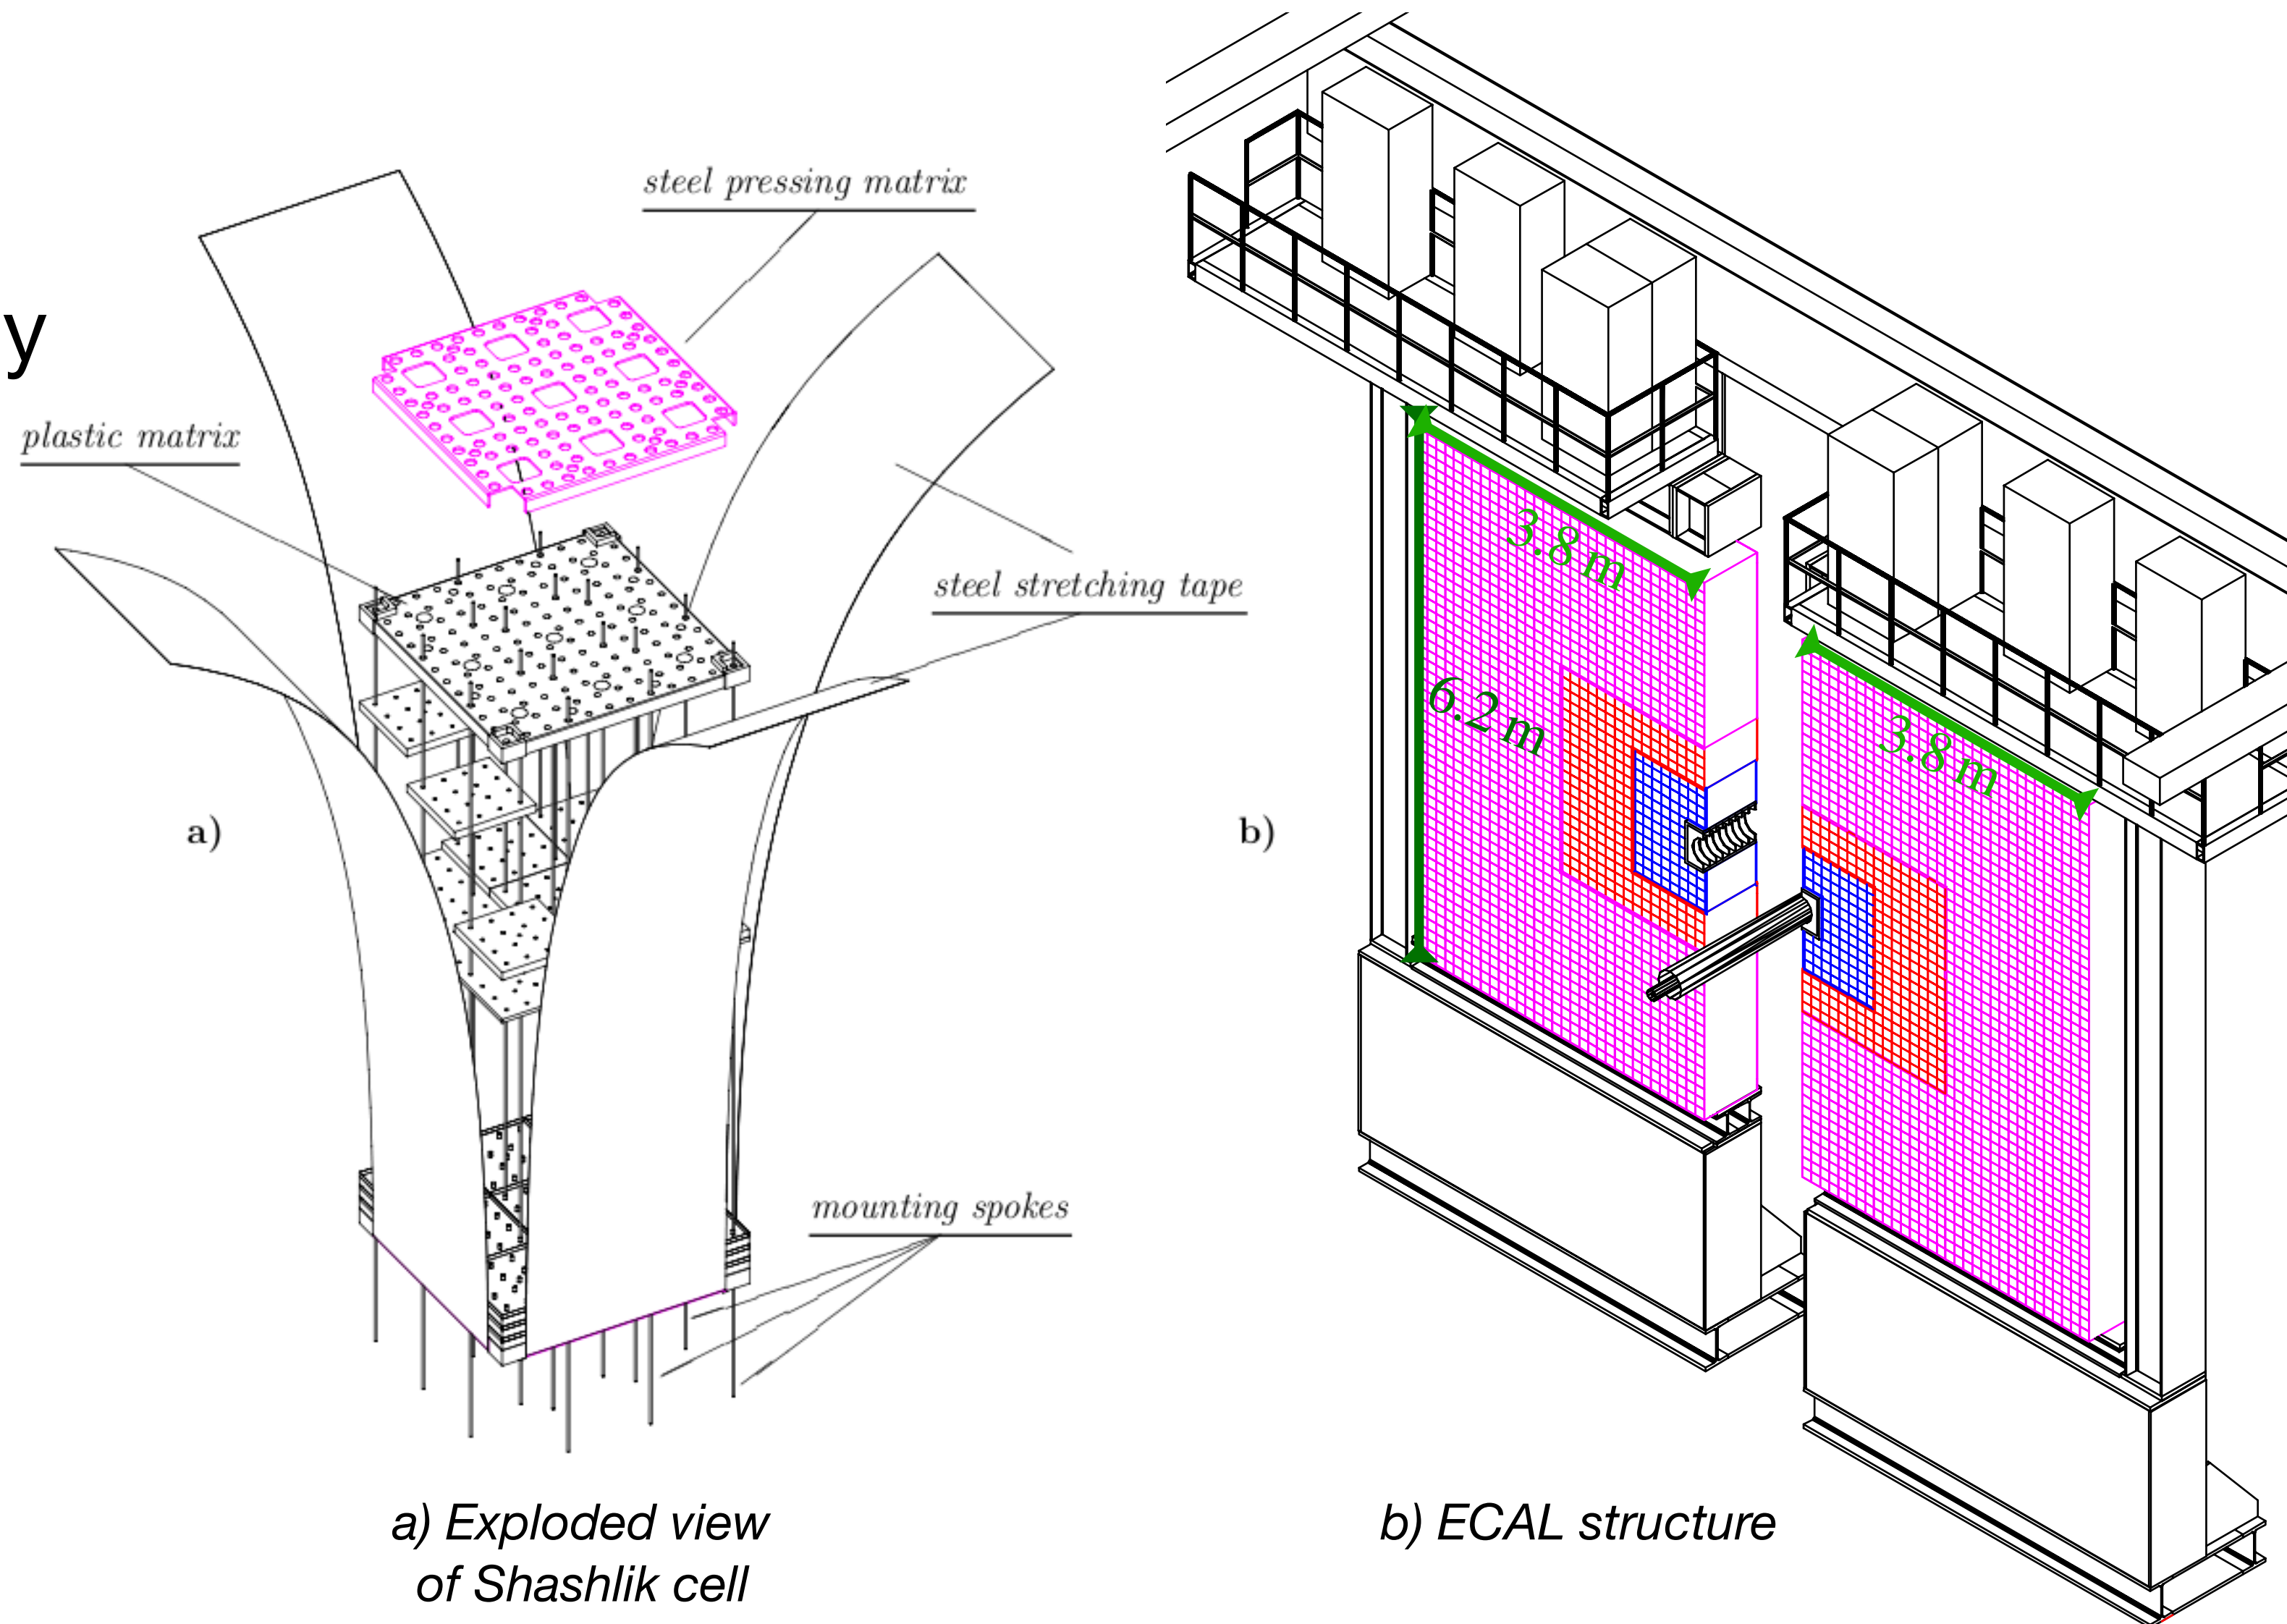 y
steel pressing matrix
plastic matrix
steel stretching tape
a)
mounting spokes
a) Exploded view
of Shashlik cell
3.8 m
6.2 m
3.8 m
b)
b) ECAL structure